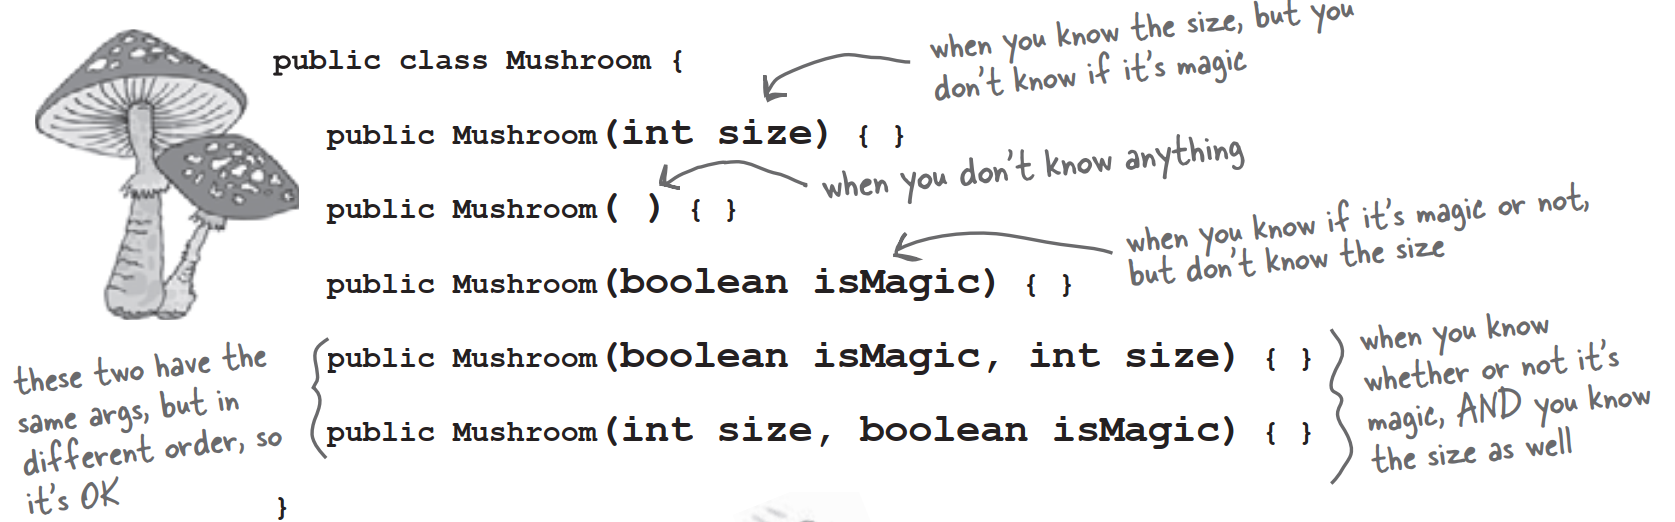 public class Mushroom {
when you know the size, but you
don't know if it's magic
public Mushroom(int size) { }
public Mushroom( ) { }
when you don't know anything
public Mushroom(boolean isMagic) { }
when you know if it's magic or not,
but don't know the size
these two have the
same args, but in
different order, so
it's OK
public Mushroom(boolean isMagic, int size) { }
public Mushroom(int size, boolean isMagic) { }
when you know
whether or not it's
magic, AND you know
the size as well
}